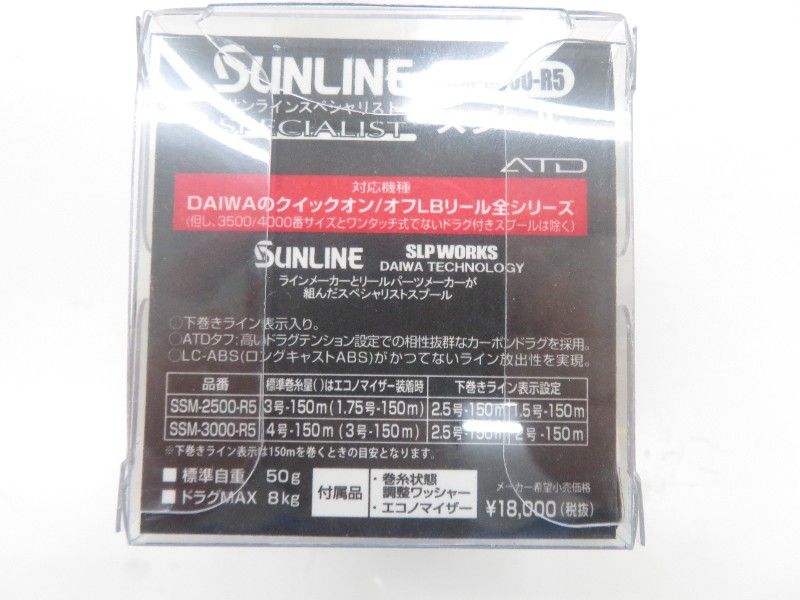 SUNLINE
サンラインスペシャリスト
SPECIALIST
ATD
対応機種
DAIWAのクイックオン/オフLBリール全シリーズ
(但し、3500/4000番サイズとワンタッチ式でないドラグ付きスプールは除く)
SUNLINE SLPWORKS
DAIWA TECHNOLOGY
ラインメーカーとリールパーツメーカーが
組んだスペシャリストスプール
○下巻きライン表示入り。
○ATDタフ:高いドラグテンション設定での相性抜群なカーボンドラグを採用。
○LC-ABS(ロングキャストABS)がかつてないライン放出性を実現。
品番 標準巻糸量( )はエコノマイザー装着時 下巻きライン表示設定
SSM-2500-R5 3号-150m(1.75号-150m) 2.5号-150m 1.5号-150m
SSM-3000-R5 4号-150m(3号-150m) 2.5号-150m 2号-150m
※下巻きライン表示は150mを巻くときの目安となります。
■標準自重 50g
■ドラグMAX 8kg
付属品
・巻糸状態
調整ワッシャー
・エコノマイザー
メーカー希望小売価格
¥18,000(税抜)